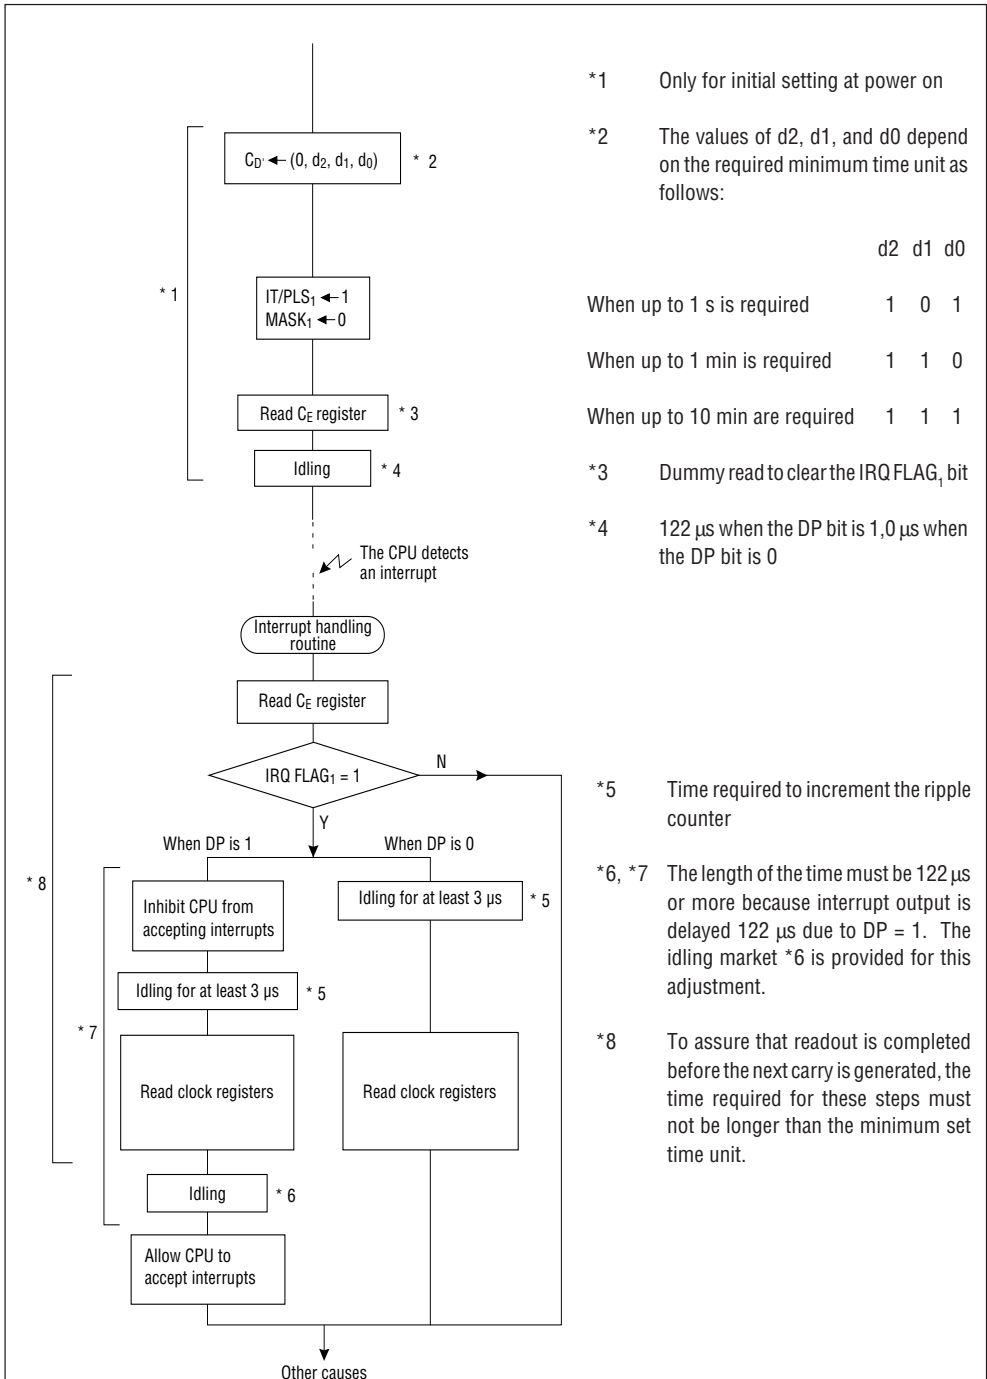 C_D' ← (0, d2, d1, d0) * 2
* 1
IT/PLS1 ← 1
MASK1 ← 0
Read CE register * 3
Idling * 4
The CPU detects
an interrupt
Interrupt handling
routine
Read CE register
IRQ FLAG1 = 1
N
Y
When DP is 1
When DP is 0
* 8
Inhibit CPU from
accepting interrupts
Idling for at least 3 µs * 5
Idling for at least 3 µs * 5
* 7
Read clock registers
Read clock registers
Idling * 6
Allow CPU to
accept interrupts
Other causes
*1 Only for initial setting at power on
*2 The values of d2, d1, and d0 depend
on the required minimum time unit as
follows:
d2 d1 d0
When up to 1 s is required 1 0 1
When up to 1 min is required 1 1 0
When up to 10 min are required 1 1 1
*3 Dummy read to clear the IRQ FLAG1 bit
*4 122 µs when the DP bit is 1,0 µs when
the DP bit is 0
*5 Time required to increment the ripple
counter
*6, *7 The length of the time must be 122 µs
or more because interrupt output is
delayed 122 µs due to DP = 1. The
idling market *6 is provided for this
adjustment.
*8 To assure that readout is completed
before the next carry is generated, the
time required for these steps must
not be longer than the minimum set
time unit.